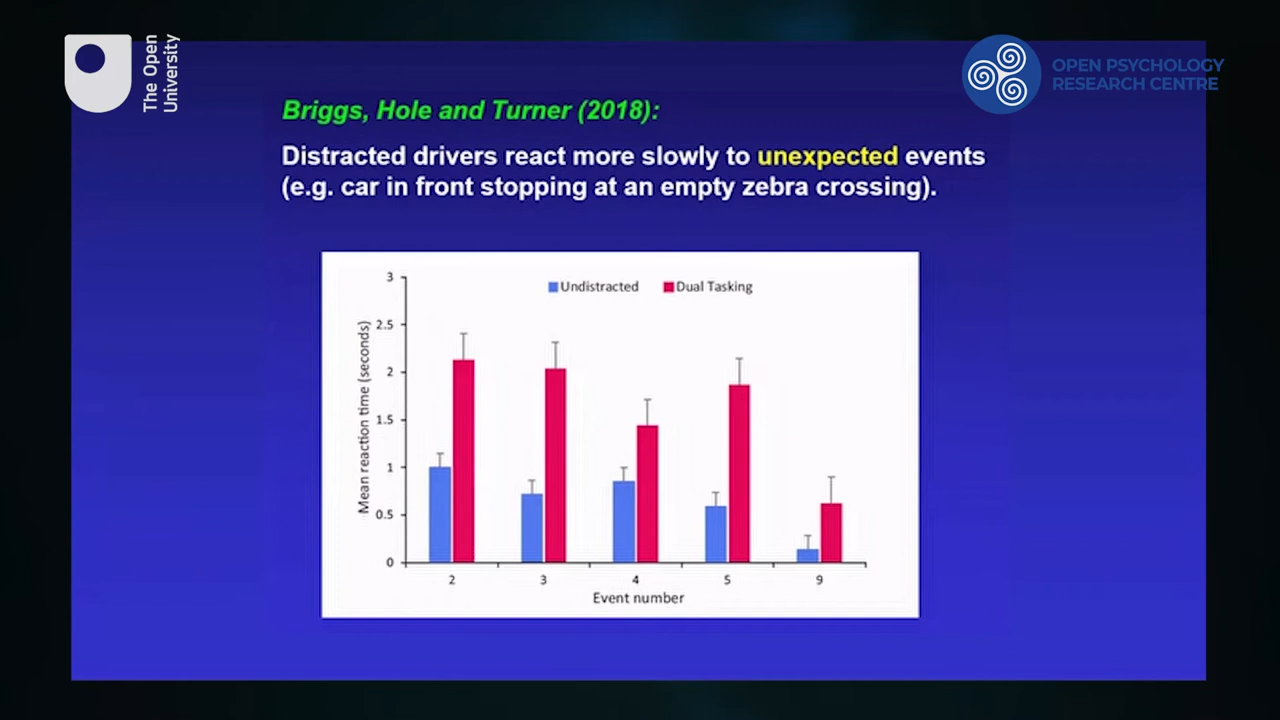 The Open
University
OPEN PSYCHOLOGY
RESEARCH CENTRE
Briggs, Hole and Turner (2018):
Distracted drivers react more slowly to unexpected events
(e.g. car in front stopping at an empty zebra crossing).
Undistracted
Dual Tasking
Mean reaction time (seconds)
3
2.5
2
1.5
1
0.5
0
2
3
4
5
9
Event number